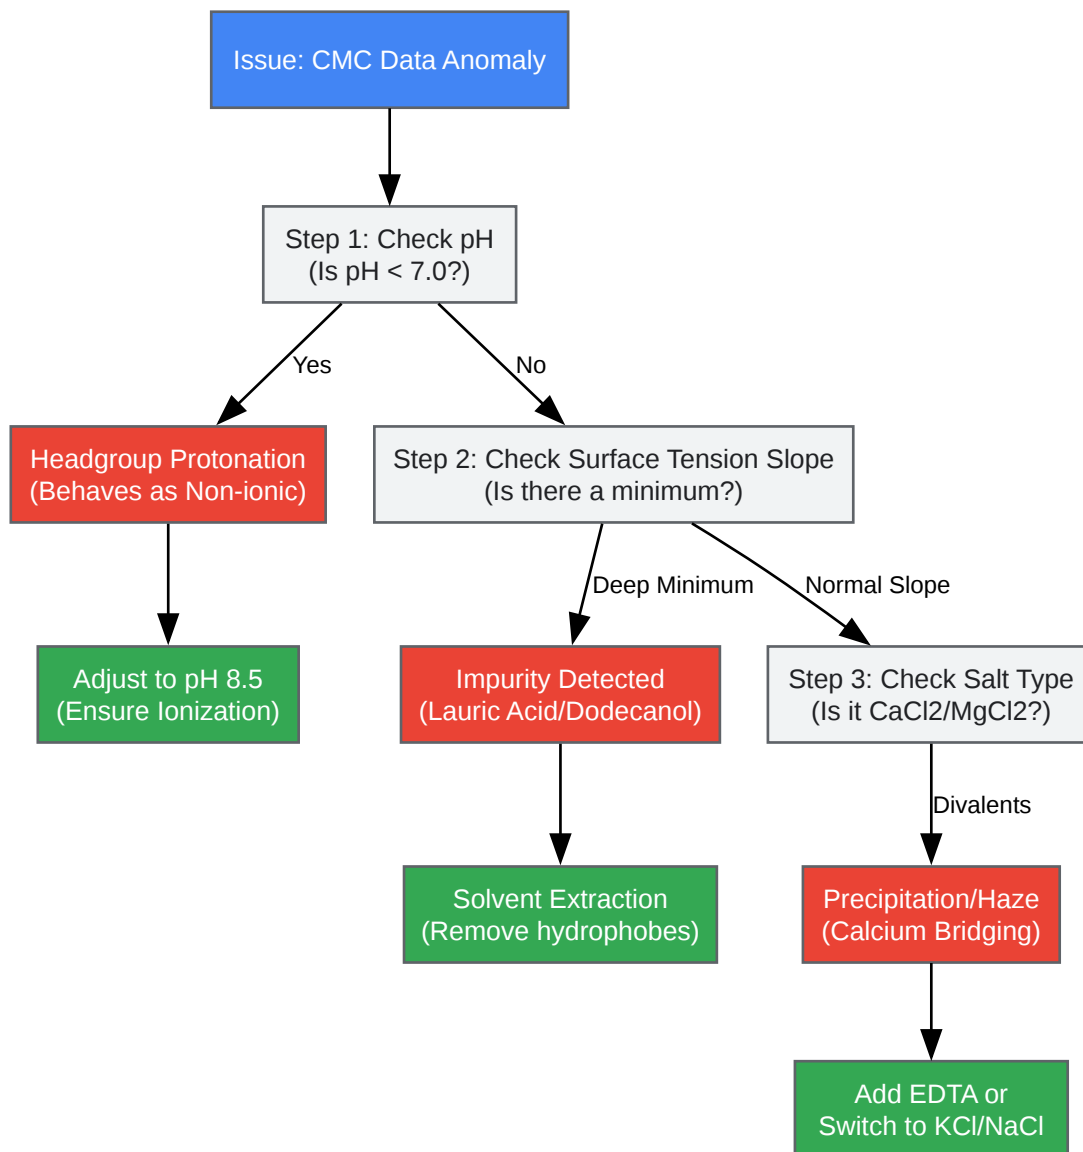 Issue: CMC Data Anomaly
Step 1: Check pH
(Is pH < 7.0?)
Yes
No
Headgroup Protonation
(Behaves as Non-ionic)
Step 2: Check Surface Tension Slope
(Is there a minimum?)
Deep Minimum
Normal Slope
Adjust to pH 8.5
(Ensure Ionization)
Impurity Detected
(Lauric Acid/Dodecanol)
Step 3: Check Salt Type
(Is it CaCl2/MgCl2?)
Divalents
Solvent Extraction
(Remove hydrophobes)
Precipitation/Haze
(Calcium Bridging)
Add EDTA or
Switch to KCl/NaCl